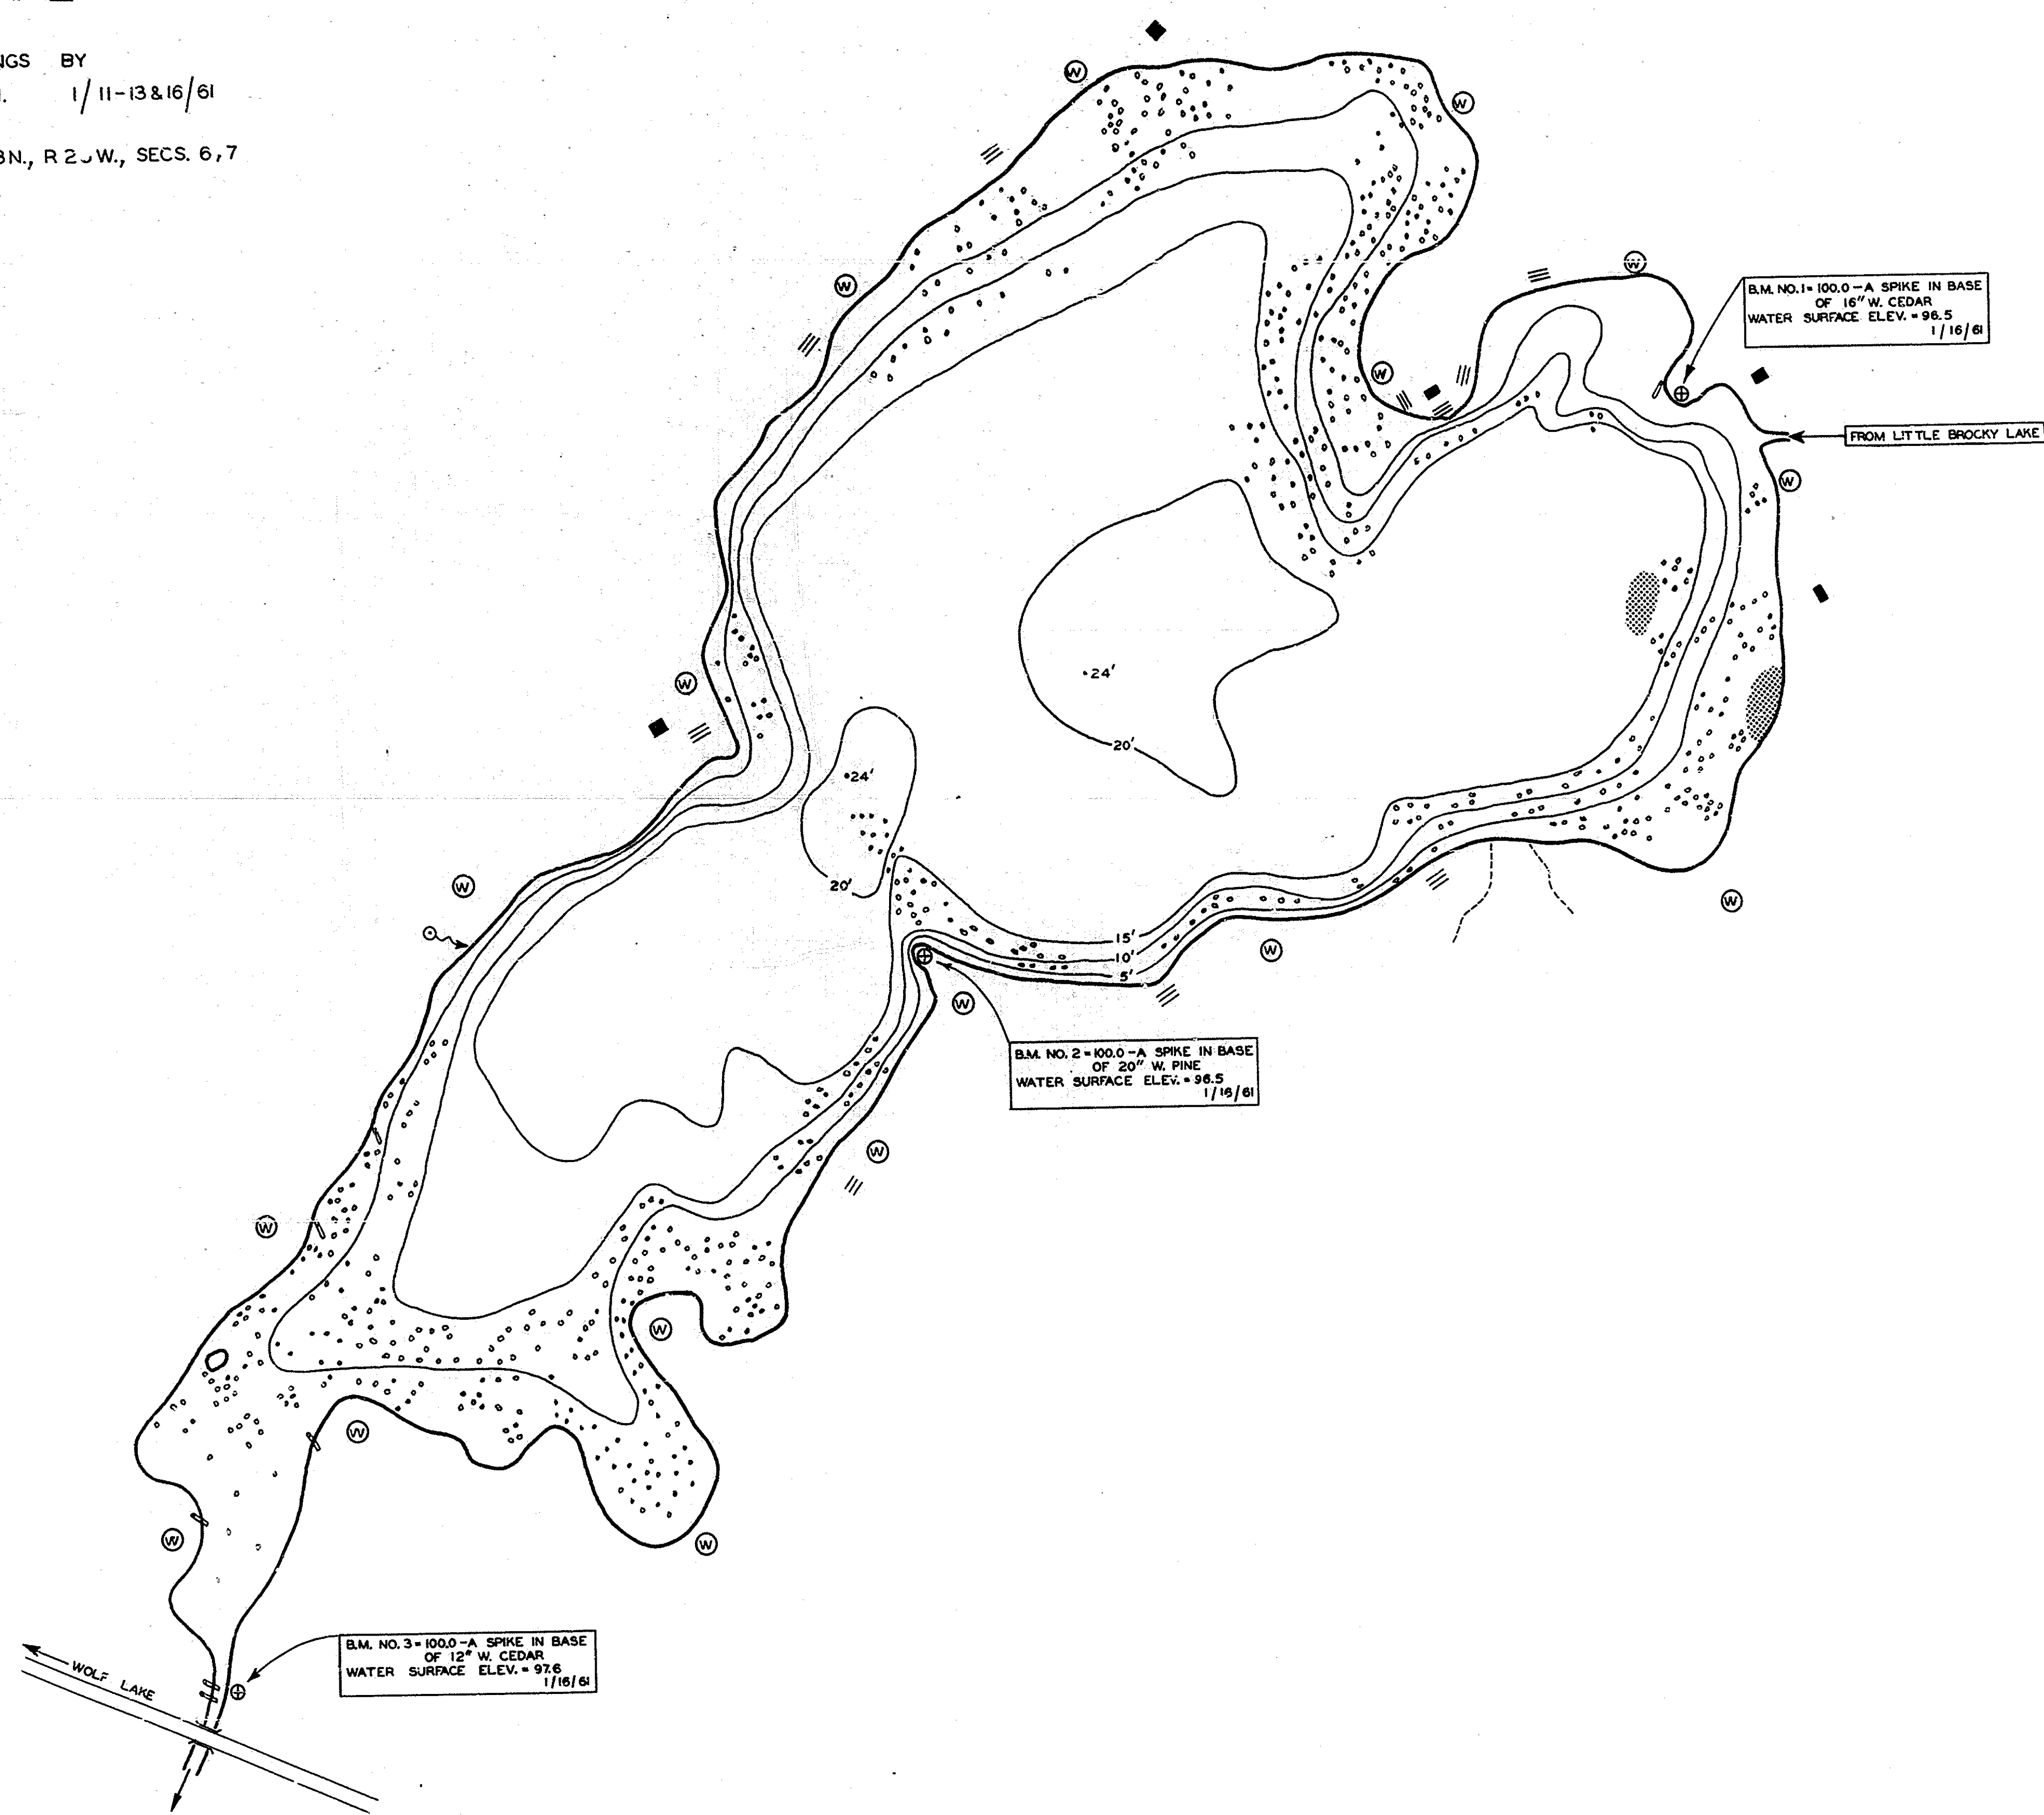 BY
1/11-13&16/61
SECS. 6,7
W
W
W
W
W
W
B.M. NO. 1 = 100.0 - A SPIKE IN BASE
OF 16" W. CEDAR
WATER SURFACE ELEV. = 96.5
1/16/61
FROM LITTLE BROCKY LAKE
W
24'
20'
W
24'
20'
W
W
15'
10'
5'
W
W
B.M. NO. 2 = 100.0 - A SPIKE IN BASE
OF 20" W. PINE
WATER SURFACE ELEV. = 96.5
1/16/61
W
W
W
W
W
W
B.M. NO. 3 = 100.0 - A SPIKE IN BASE
OF 12" W. CEDAR
WATER SURFACE ELEV. = 97.6
1/16/61
WOLF LAKE